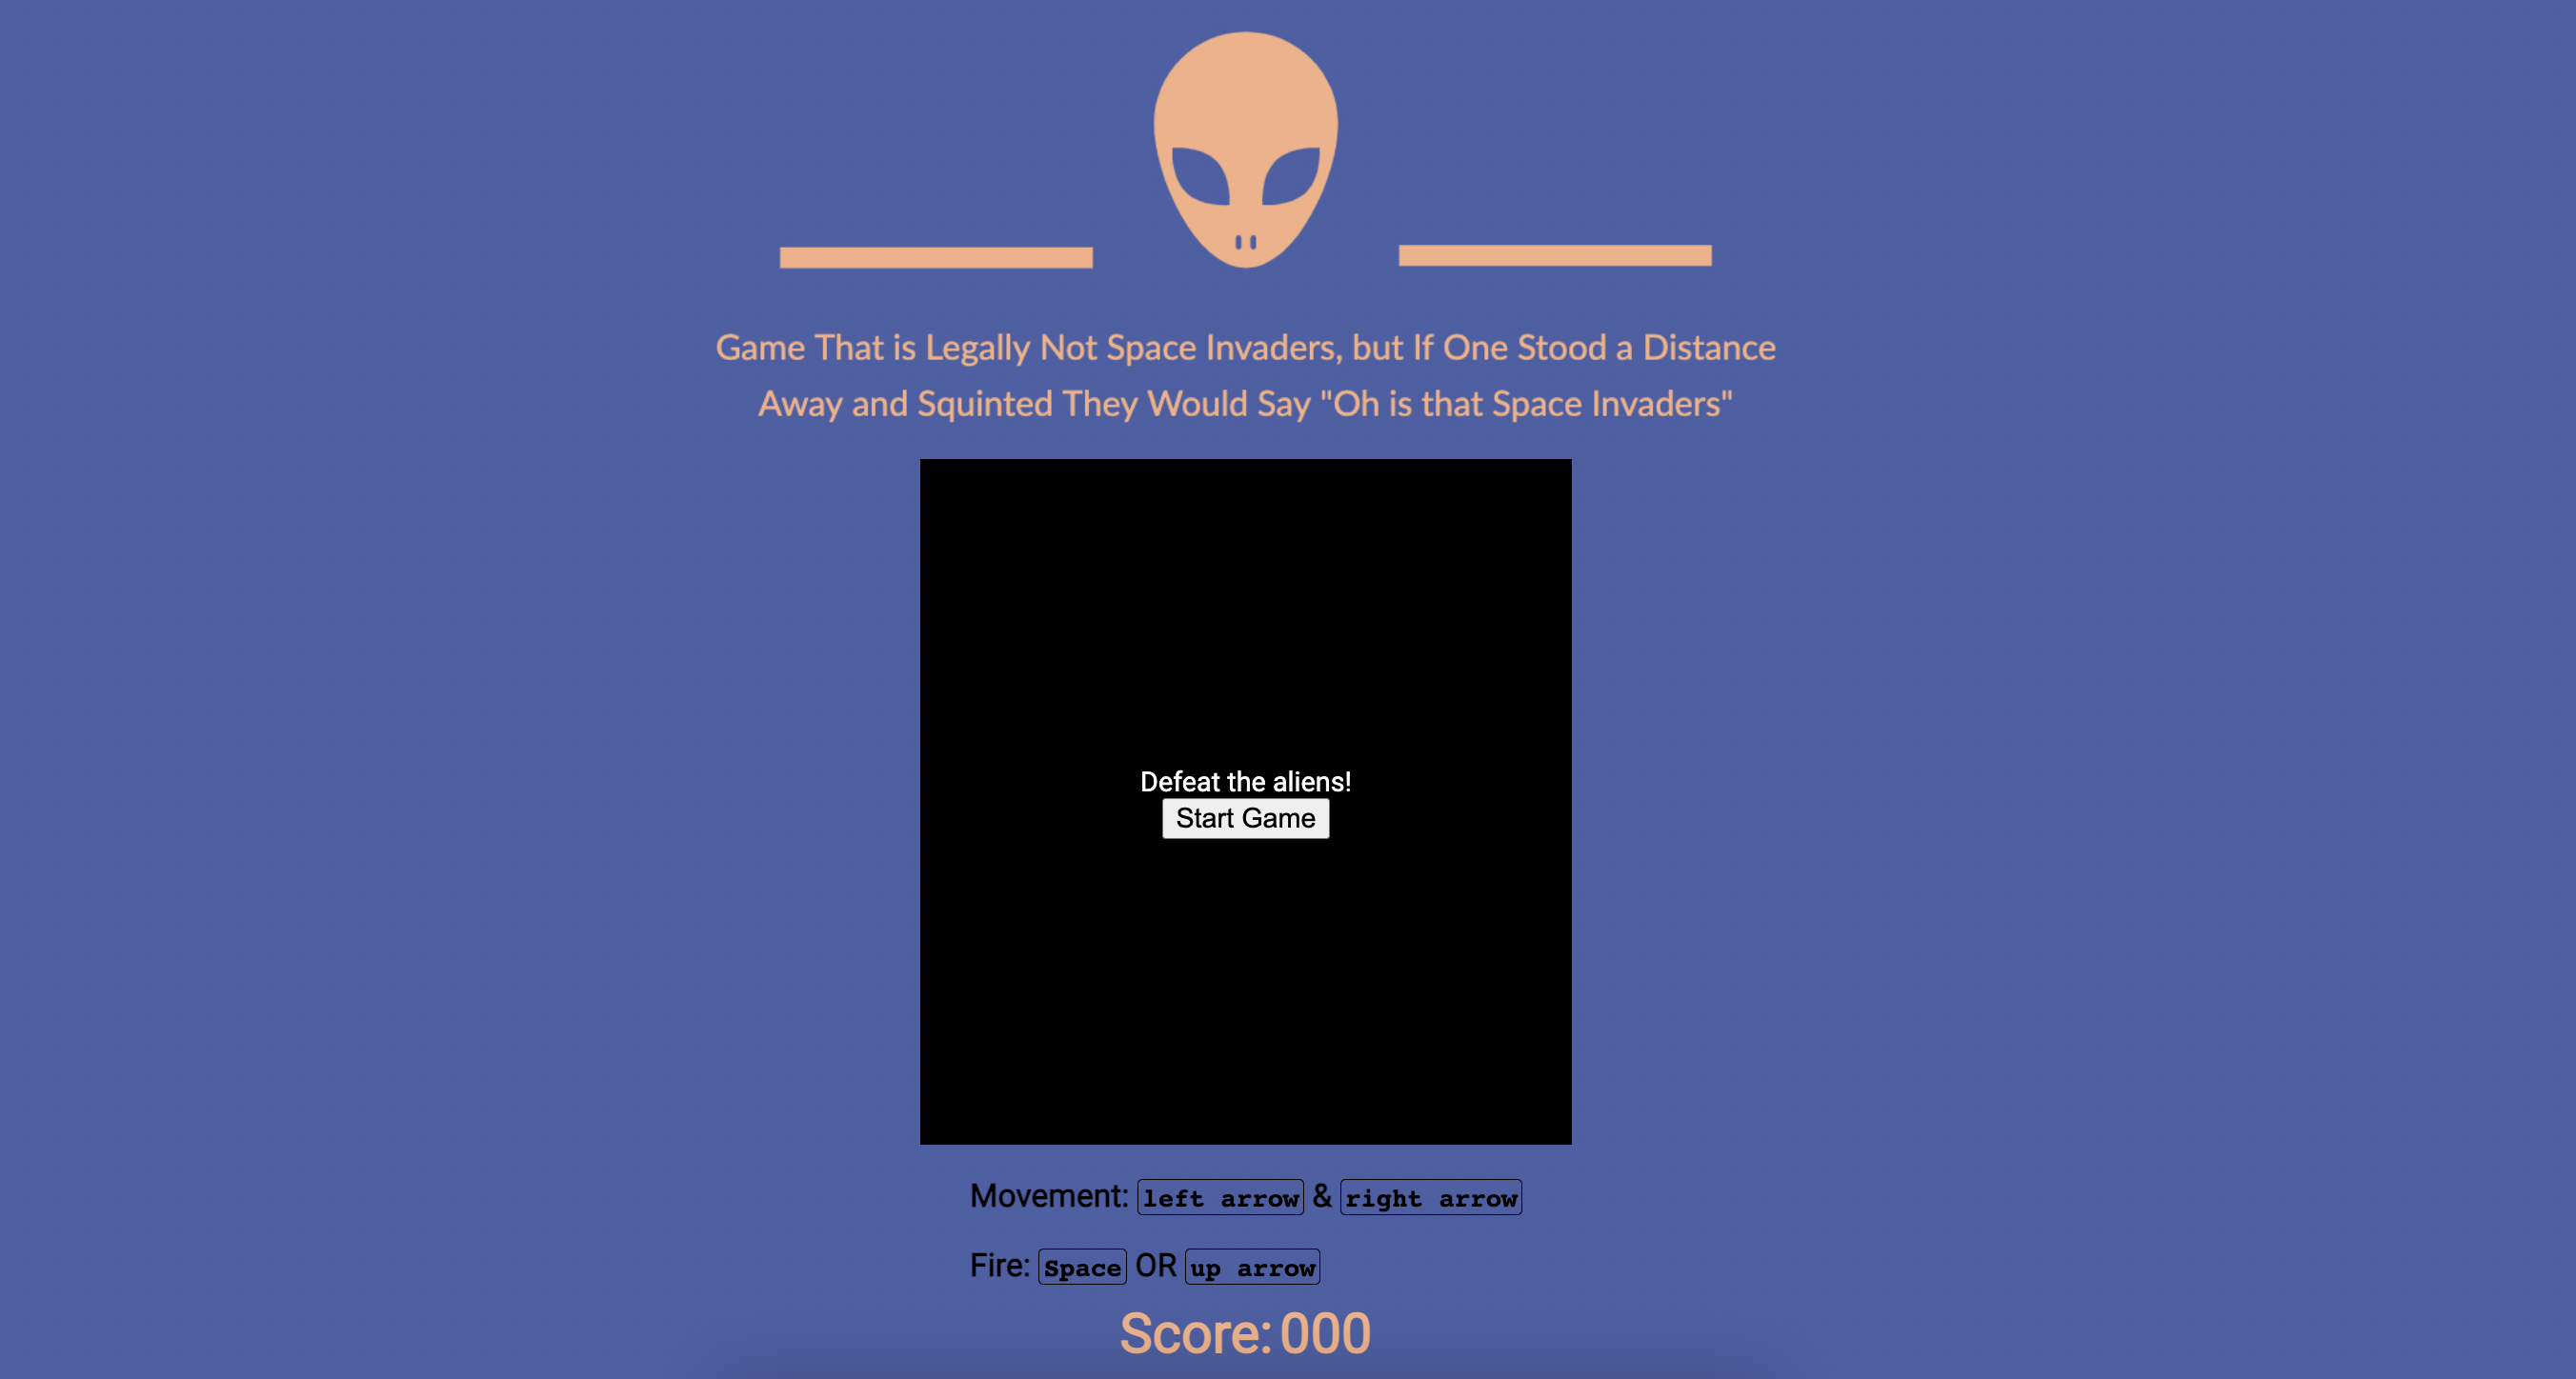 Game That is Legally Not Space Invaders, but If One Stood a Distance
Away and Squinted They Would Say "Oh is that Space Invaders"
Defeat the aliens!
Start Game
Movement: left arrow & right arrow
Fire: Space OR up arrow
Score: 000